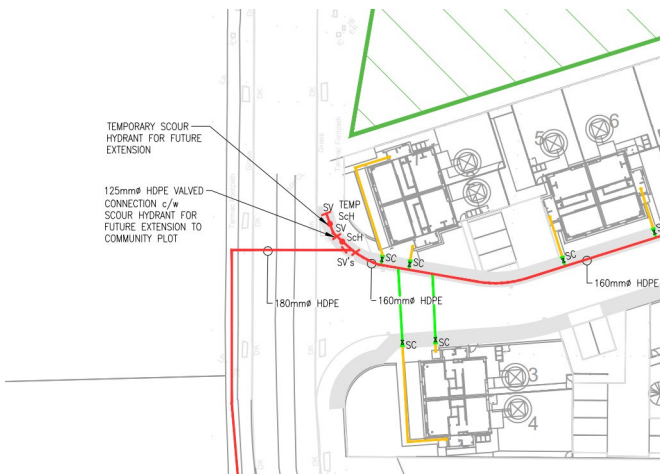 TEMPORARY SCOUR
HYDRANT FOR FUTURE
EXTENSION
125mmø HDPE VALVED
CONNECTION c/w
SCOUR HYDRANT FOR
FUTURE EXTENSION TO
COMMUNITY PLOT
SV TEMP
ScH
SV
ScH
SV's
180mmø HDPE
160mmø HDPE
160mmø HDPE
SC
SC
SC
SC
SC
SC
5
6
3
4